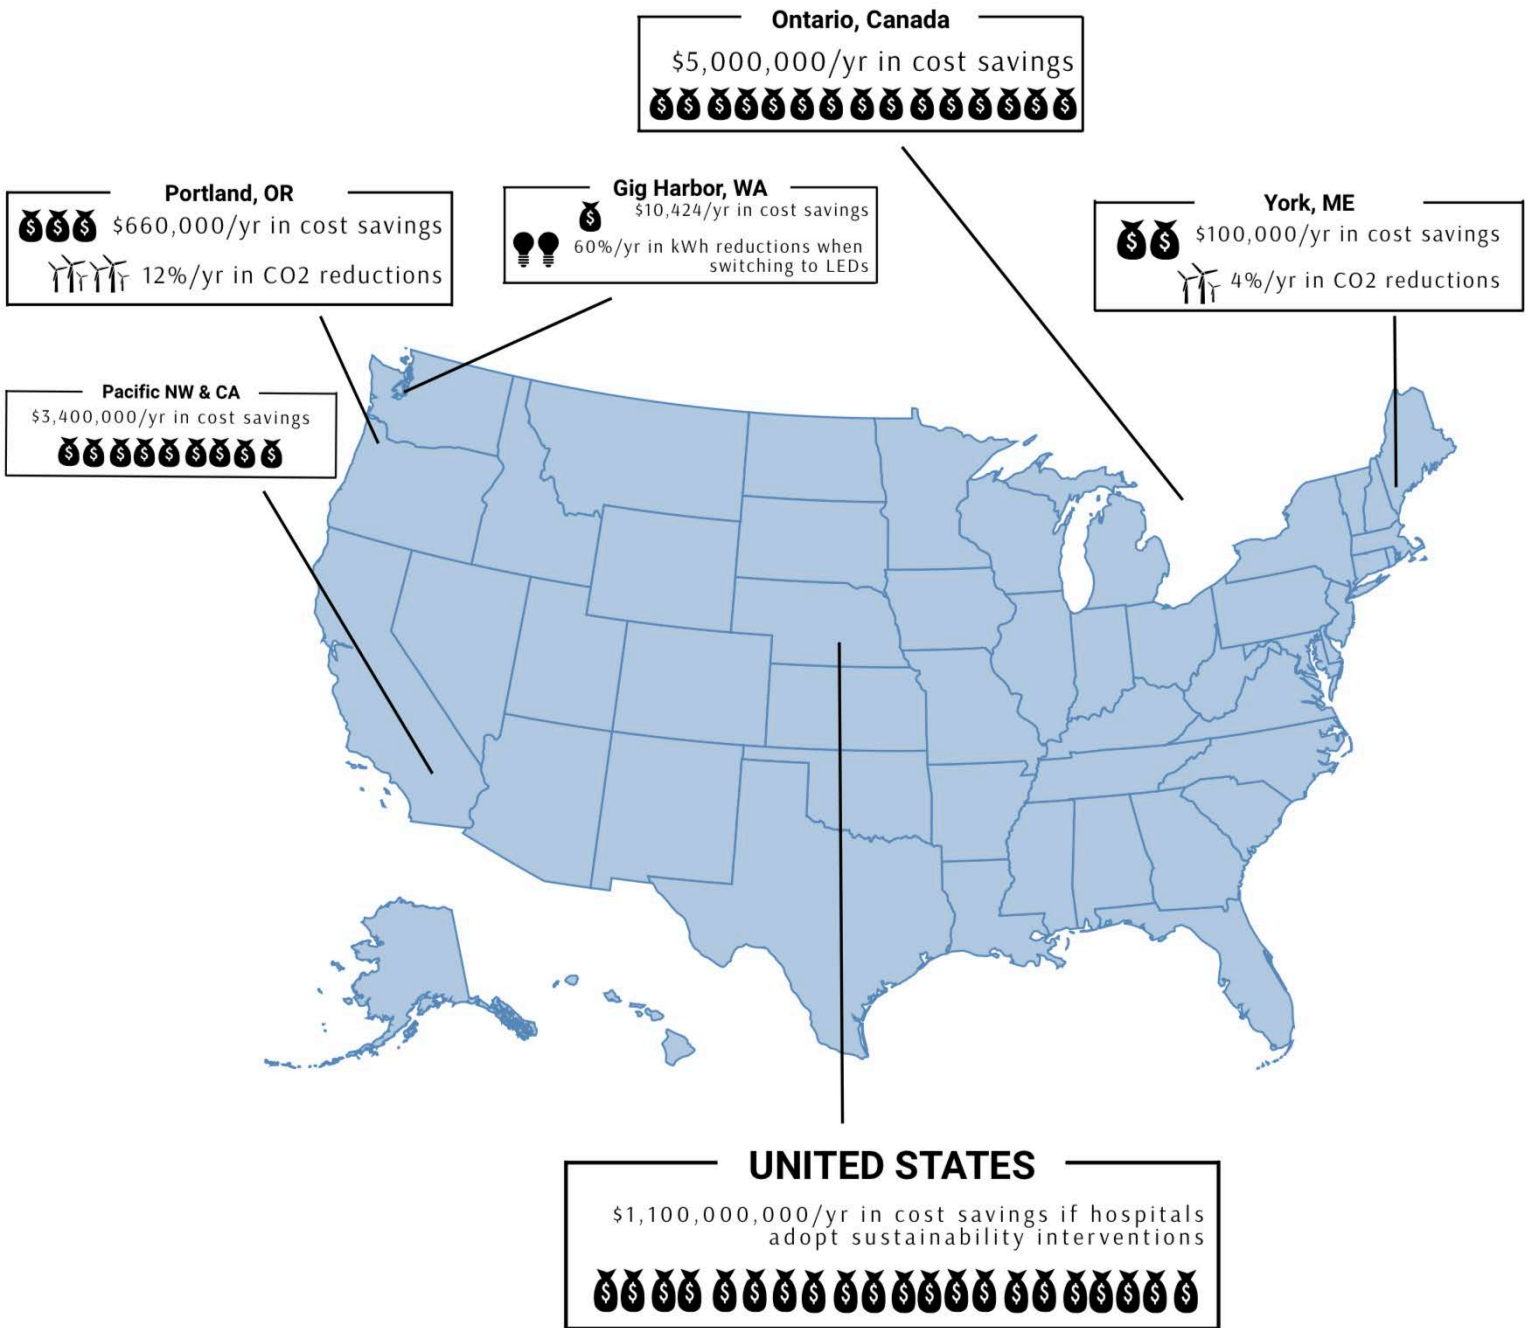 Ontario, Canada
$5,000,000/yr in cost savings
$ $ $ $ $ $ $ $ $ $ $ $ $ $ $
Portland, OR
$ $ $ $660,000/yr in cost savings
12%/yr in CO2 reductions
Gig Harbor, WA
$ $10,424/yr in cost savings
60%/yr in kWh reductions when
switching to LEDs
York, ME
$ $ $100,000/yr in cost savings
4%/yr in CO2 reductions
Pacific NW & CA
$3,400,000/yr in cost savings
$ $ $ $ $ $ $ $ $
UNITED STATES
$1,100,000,000/yr in cost savings if hospitals
adopt sustainability interventions
$ $ $ $ $ $ $ $ $ $ $ $ $ $ $ $ $ $ $ $ $